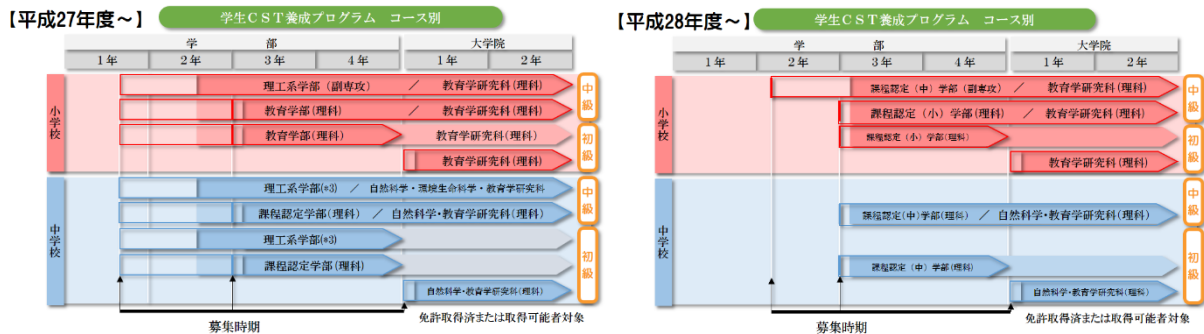 【平成27年度～】
学生CST養成プログラム コース別
学 部 大学院
1年 2年 3年 4年 1年 2年
小学校
理工系学部（副専攻） ／ 教育学研究科(理科)
教育学部(理科) ／ 教育学研究科(理科)
中級
教育学部(理科) 教育学研究科(理科)
教育学研究科(理科)
初級
中学校
理工系学部(*3) ／ 自然科学・環境生命科学・教育学研究科
課程認定学部(理科) ／ 自然科学・教育学研究科(理科)
中級
理工系学部(*3)
課程認定学部(理科)
自然科学・教育学研究科(理科)
初級
募集時期
免許取得済または取得可能者対象
【平成28年度～】
学生CST養成プログラム コース別
学 部 大学院
1年 2年 3年 4年 1年 2年
小学校
課程認定（中）学部（副専攻） ／ 教育学研究科(理科)
課程認定（小）学部(理科) ／ 教育学研究科(理科)
中級
課程認定（小）学部(理科)
教育学研究科(理科)
初級
中学校
課程認定(中)学部(理科) ／ 自然科学・教育学研究科(理科)
中級
課程認定（中）学部(理科)
自然科学・教育学研究科(理科)
初級
募集時期
免許取得済または取得可能者対象